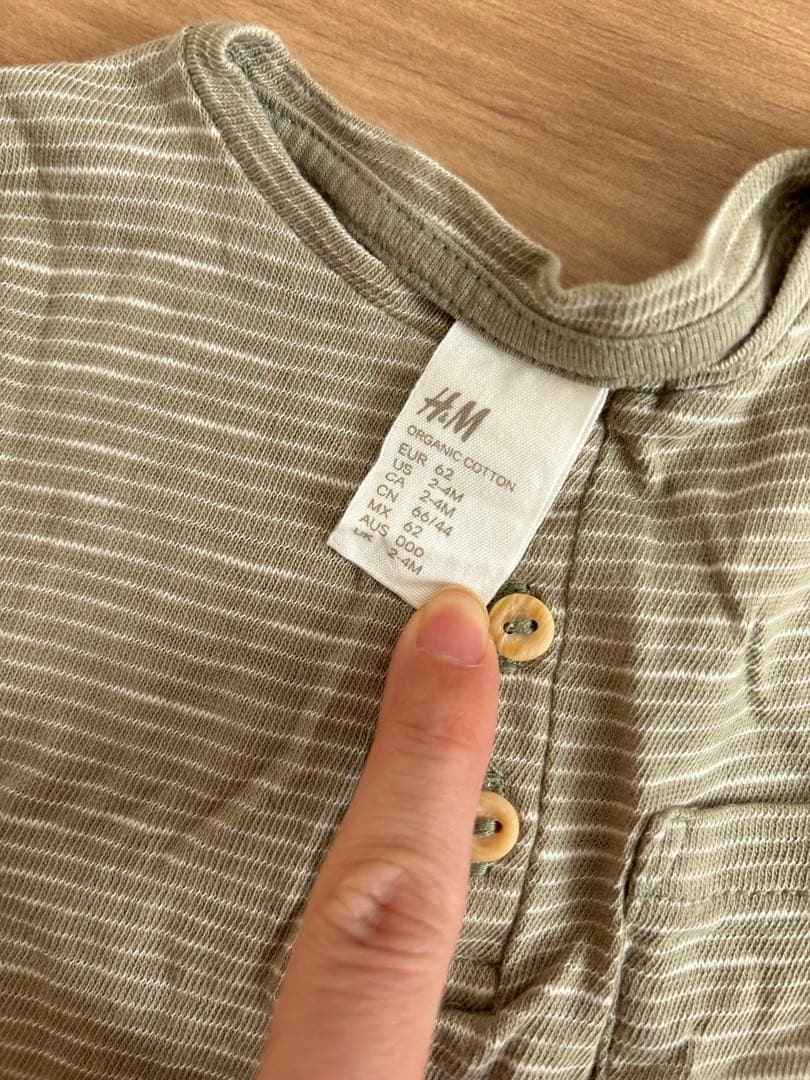 H&M
ORGANIC COTTON
EUR 62
US 2-4M
CA 2-4M
CN 66/44
MX 62
AUS 000
UK 2-4M